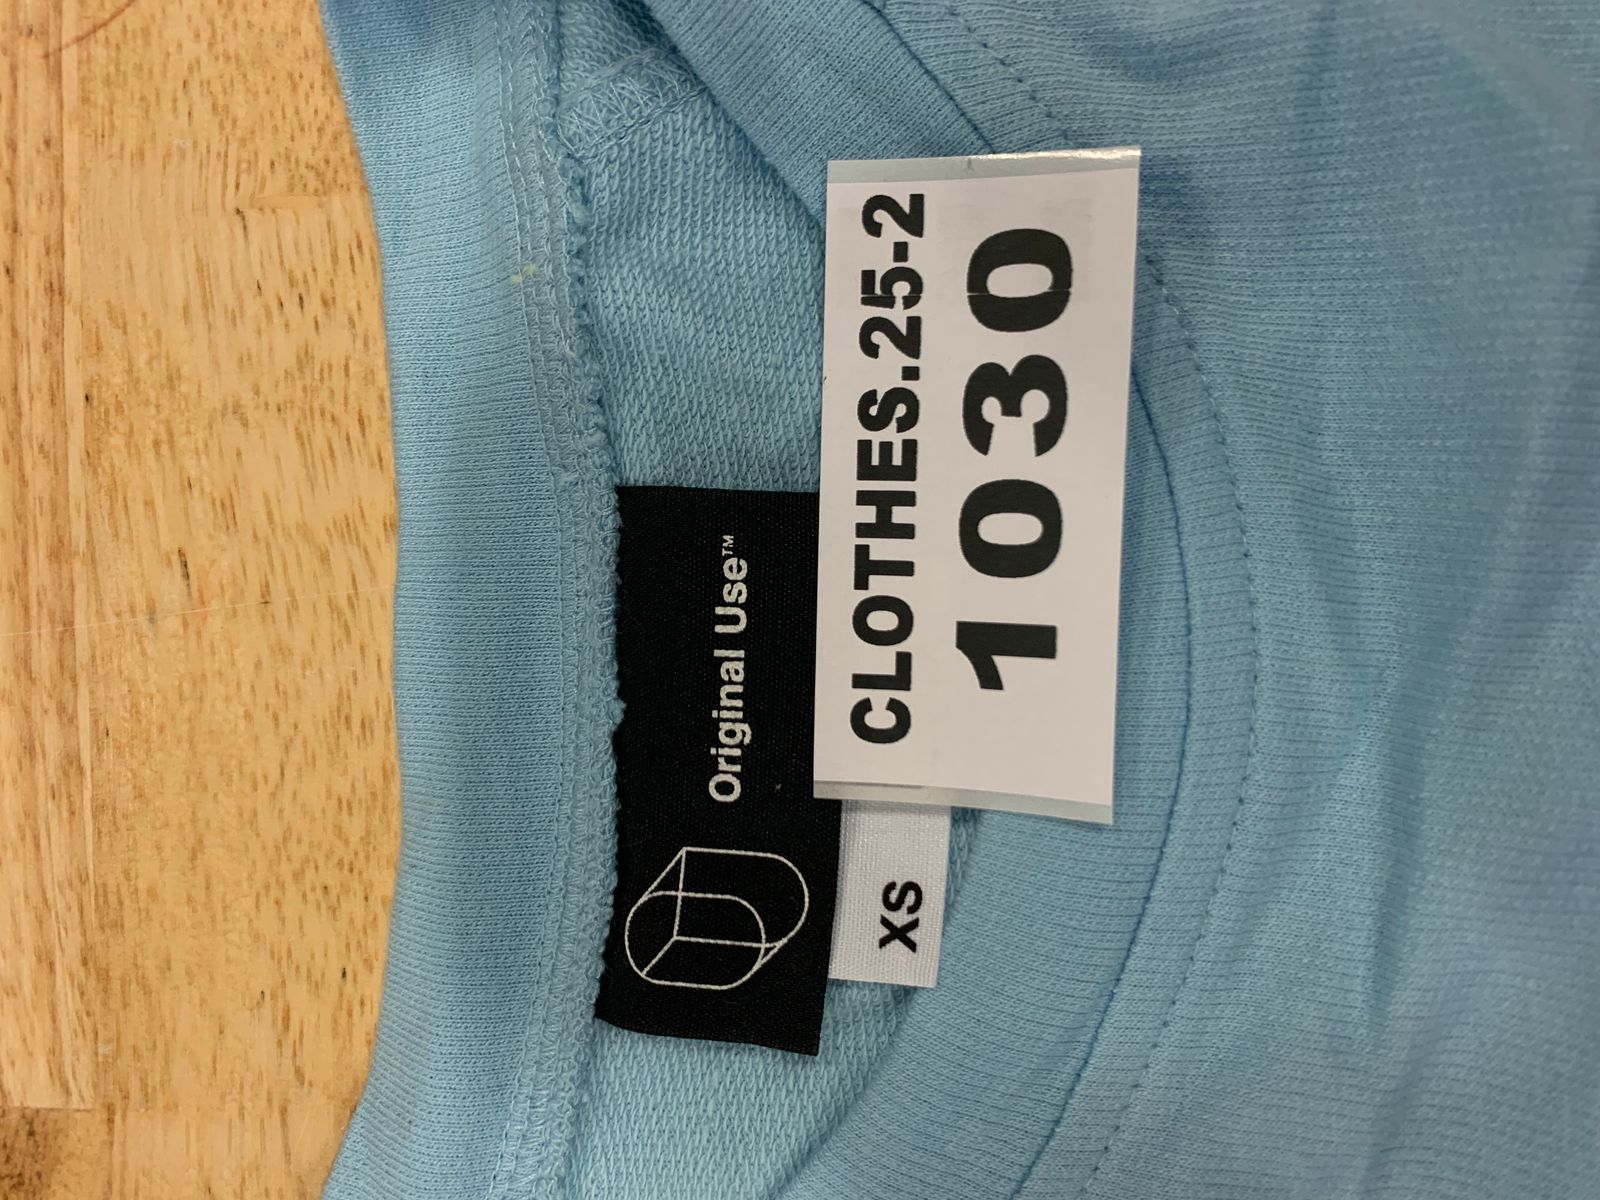 Original Use™
XS
CLOTHES.25-2
1030